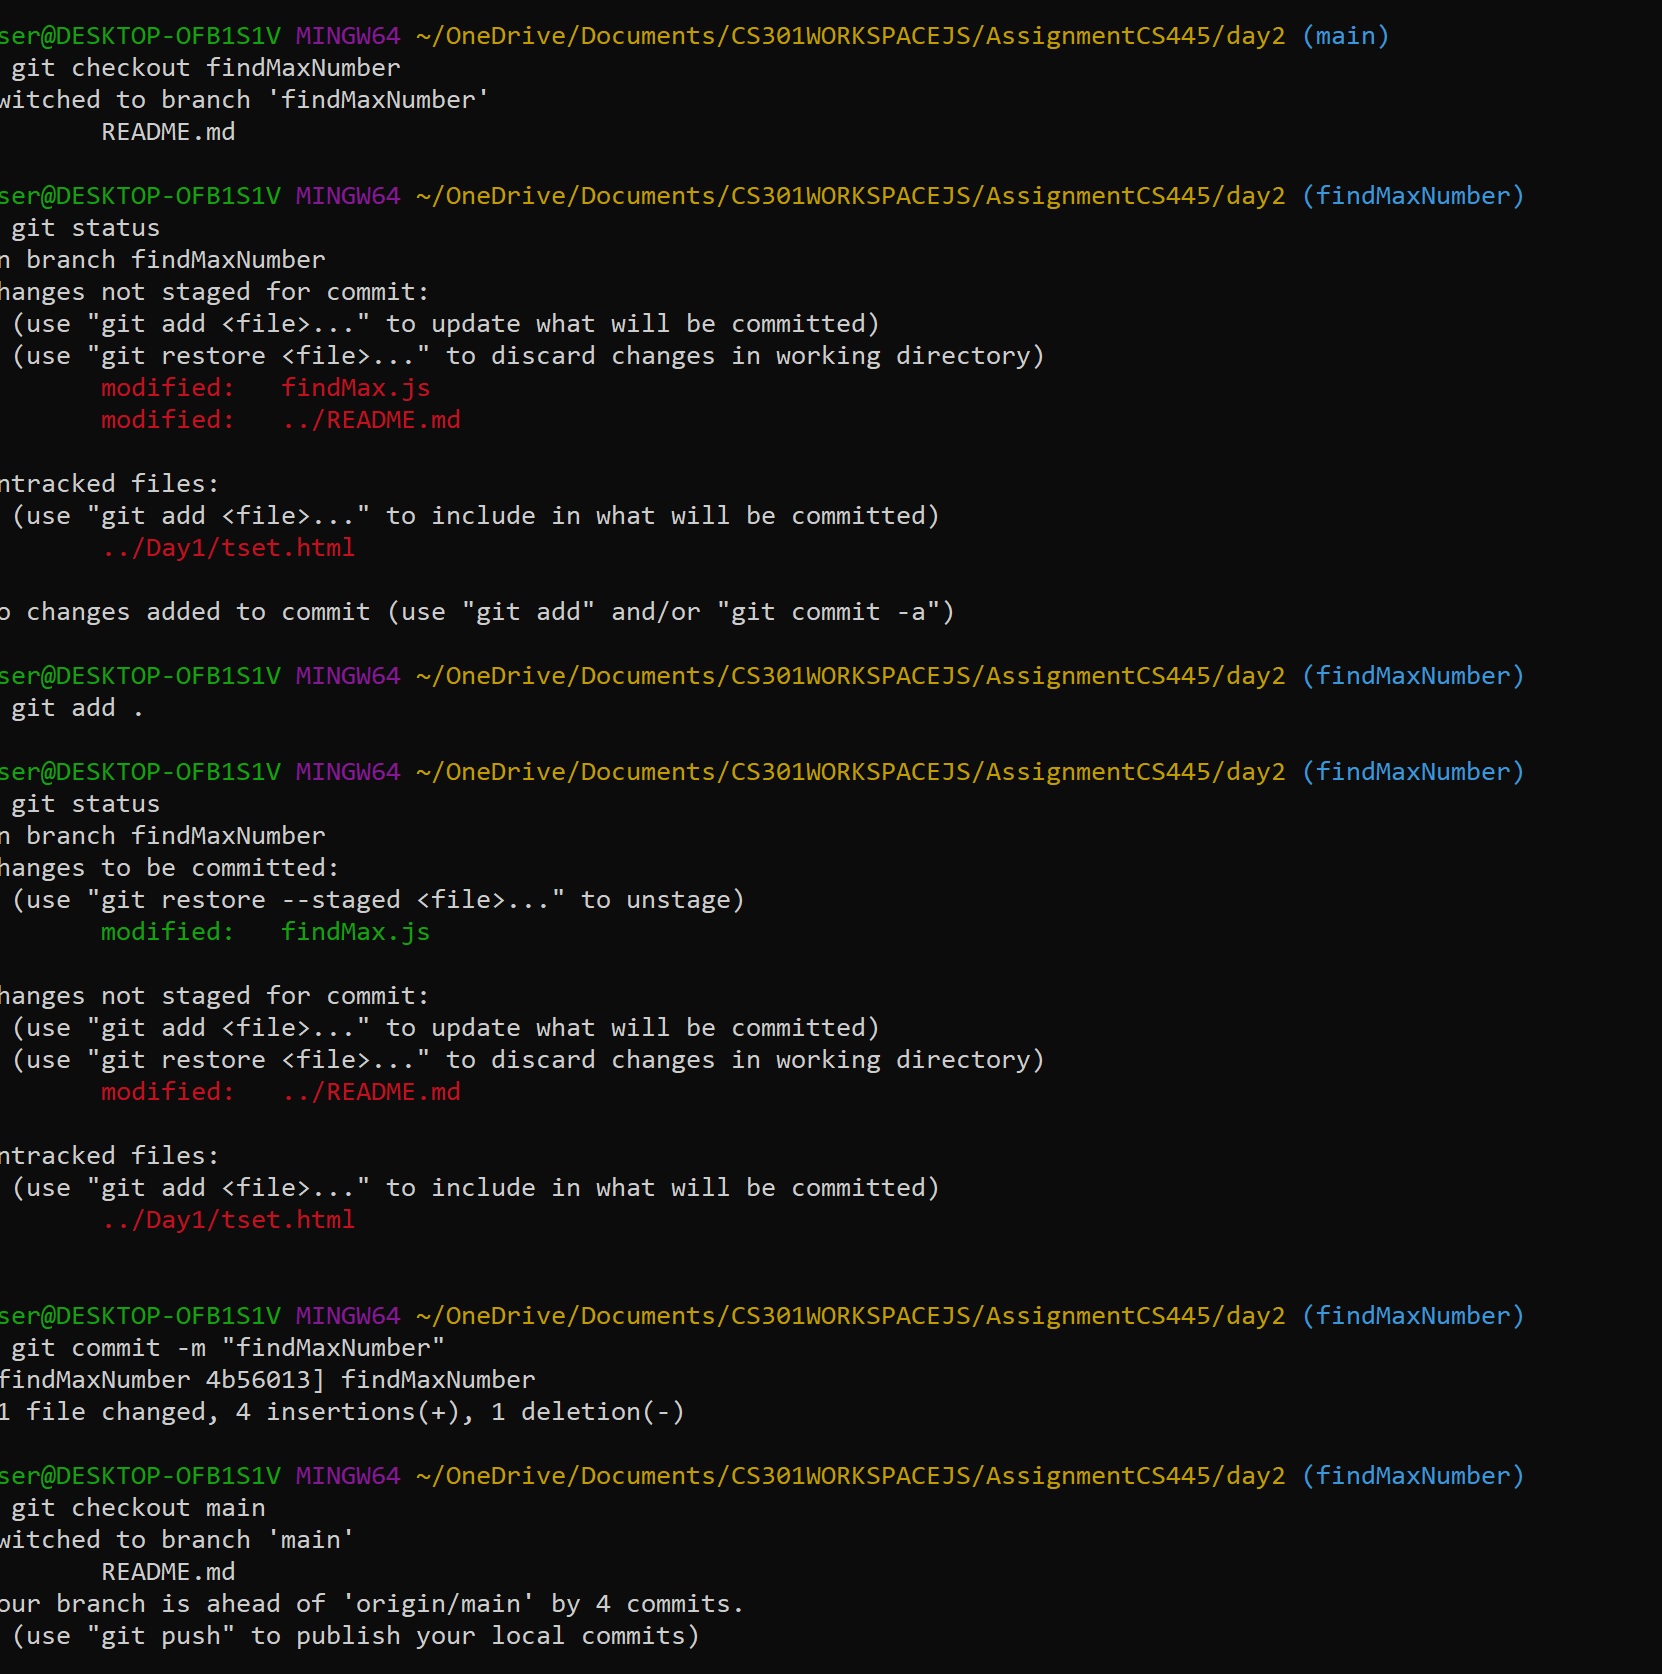 ser@DESKTOP-OFB1S1V MINGW64 ~/OneDrive/Documents/CS301WORKSPACEJS/AssignmentCS445/day2 (main)
git checkout findMaxNumber
witched to branch 'findMaxNumber'
README.md
ser@DESKTOP-OFB1S1V MINGW64 ~/OneDrive/Documents/CS301WORKSPACEJS/AssignmentCS445/day2 (findMaxNumber)
git status
n branch findMaxNumber
hanges not staged for commit:
(use "git add <file>..." to update what will be committed)
(use "git restore <file>..." to discard changes in working directory)
modified:   findMax.js
modified:   ../README.md
ntracked files:
(use "git add <file>..." to include in what will be committed)
../Day1/tset.html
o changes added to commit (use "git add" and/or "git commit -a")
ser@DESKTOP-OFB1S1V MINGW64 ~/OneDrive/Documents/CS301WORKSPACEJS/AssignmentCS445/day2 (findMaxNumber)
git add .
ser@DESKTOP-OFB1S1V MINGW64 ~/OneDrive/Documents/CS301WORKSPACEJS/AssignmentCS445/day2 (findMaxNumber)
git status
n branch findMaxNumber
hanges to be committed:
(use "git restore --staged <file>..." to unstage)
modified:   findMax.js
hanges not staged for commit:
(use "git add <file>..." to update what will be committed)
(use "git restore <file>..." to discard changes in working directory)
modified:   ../README.md
ntracked files:
(use "git add <file>..." to include in what will be committed)
../Day1/tset.html
ser@DESKTOP-OFB1S1V MINGW64 ~/OneDrive/Documents/CS301WORKSPACEJS/AssignmentCS445/day2 (findMaxNumber)
git commit -m "findMaxNumber"
findMaxNumber 4b56013] findMaxNumber
1 file changed, 4 insertions(+), 1 deletion(-)
ser@DESKTOP-OFB1S1V MINGW64 ~/OneDrive/Documents/CS301WORKSPACEJS/AssignmentCS445/day2 (findMaxNumber)
git checkout main
witched to branch 'main'
README.md
our branch is ahead of 'origin/main' by 4 commits.
(use "git push" to publish your local commits)